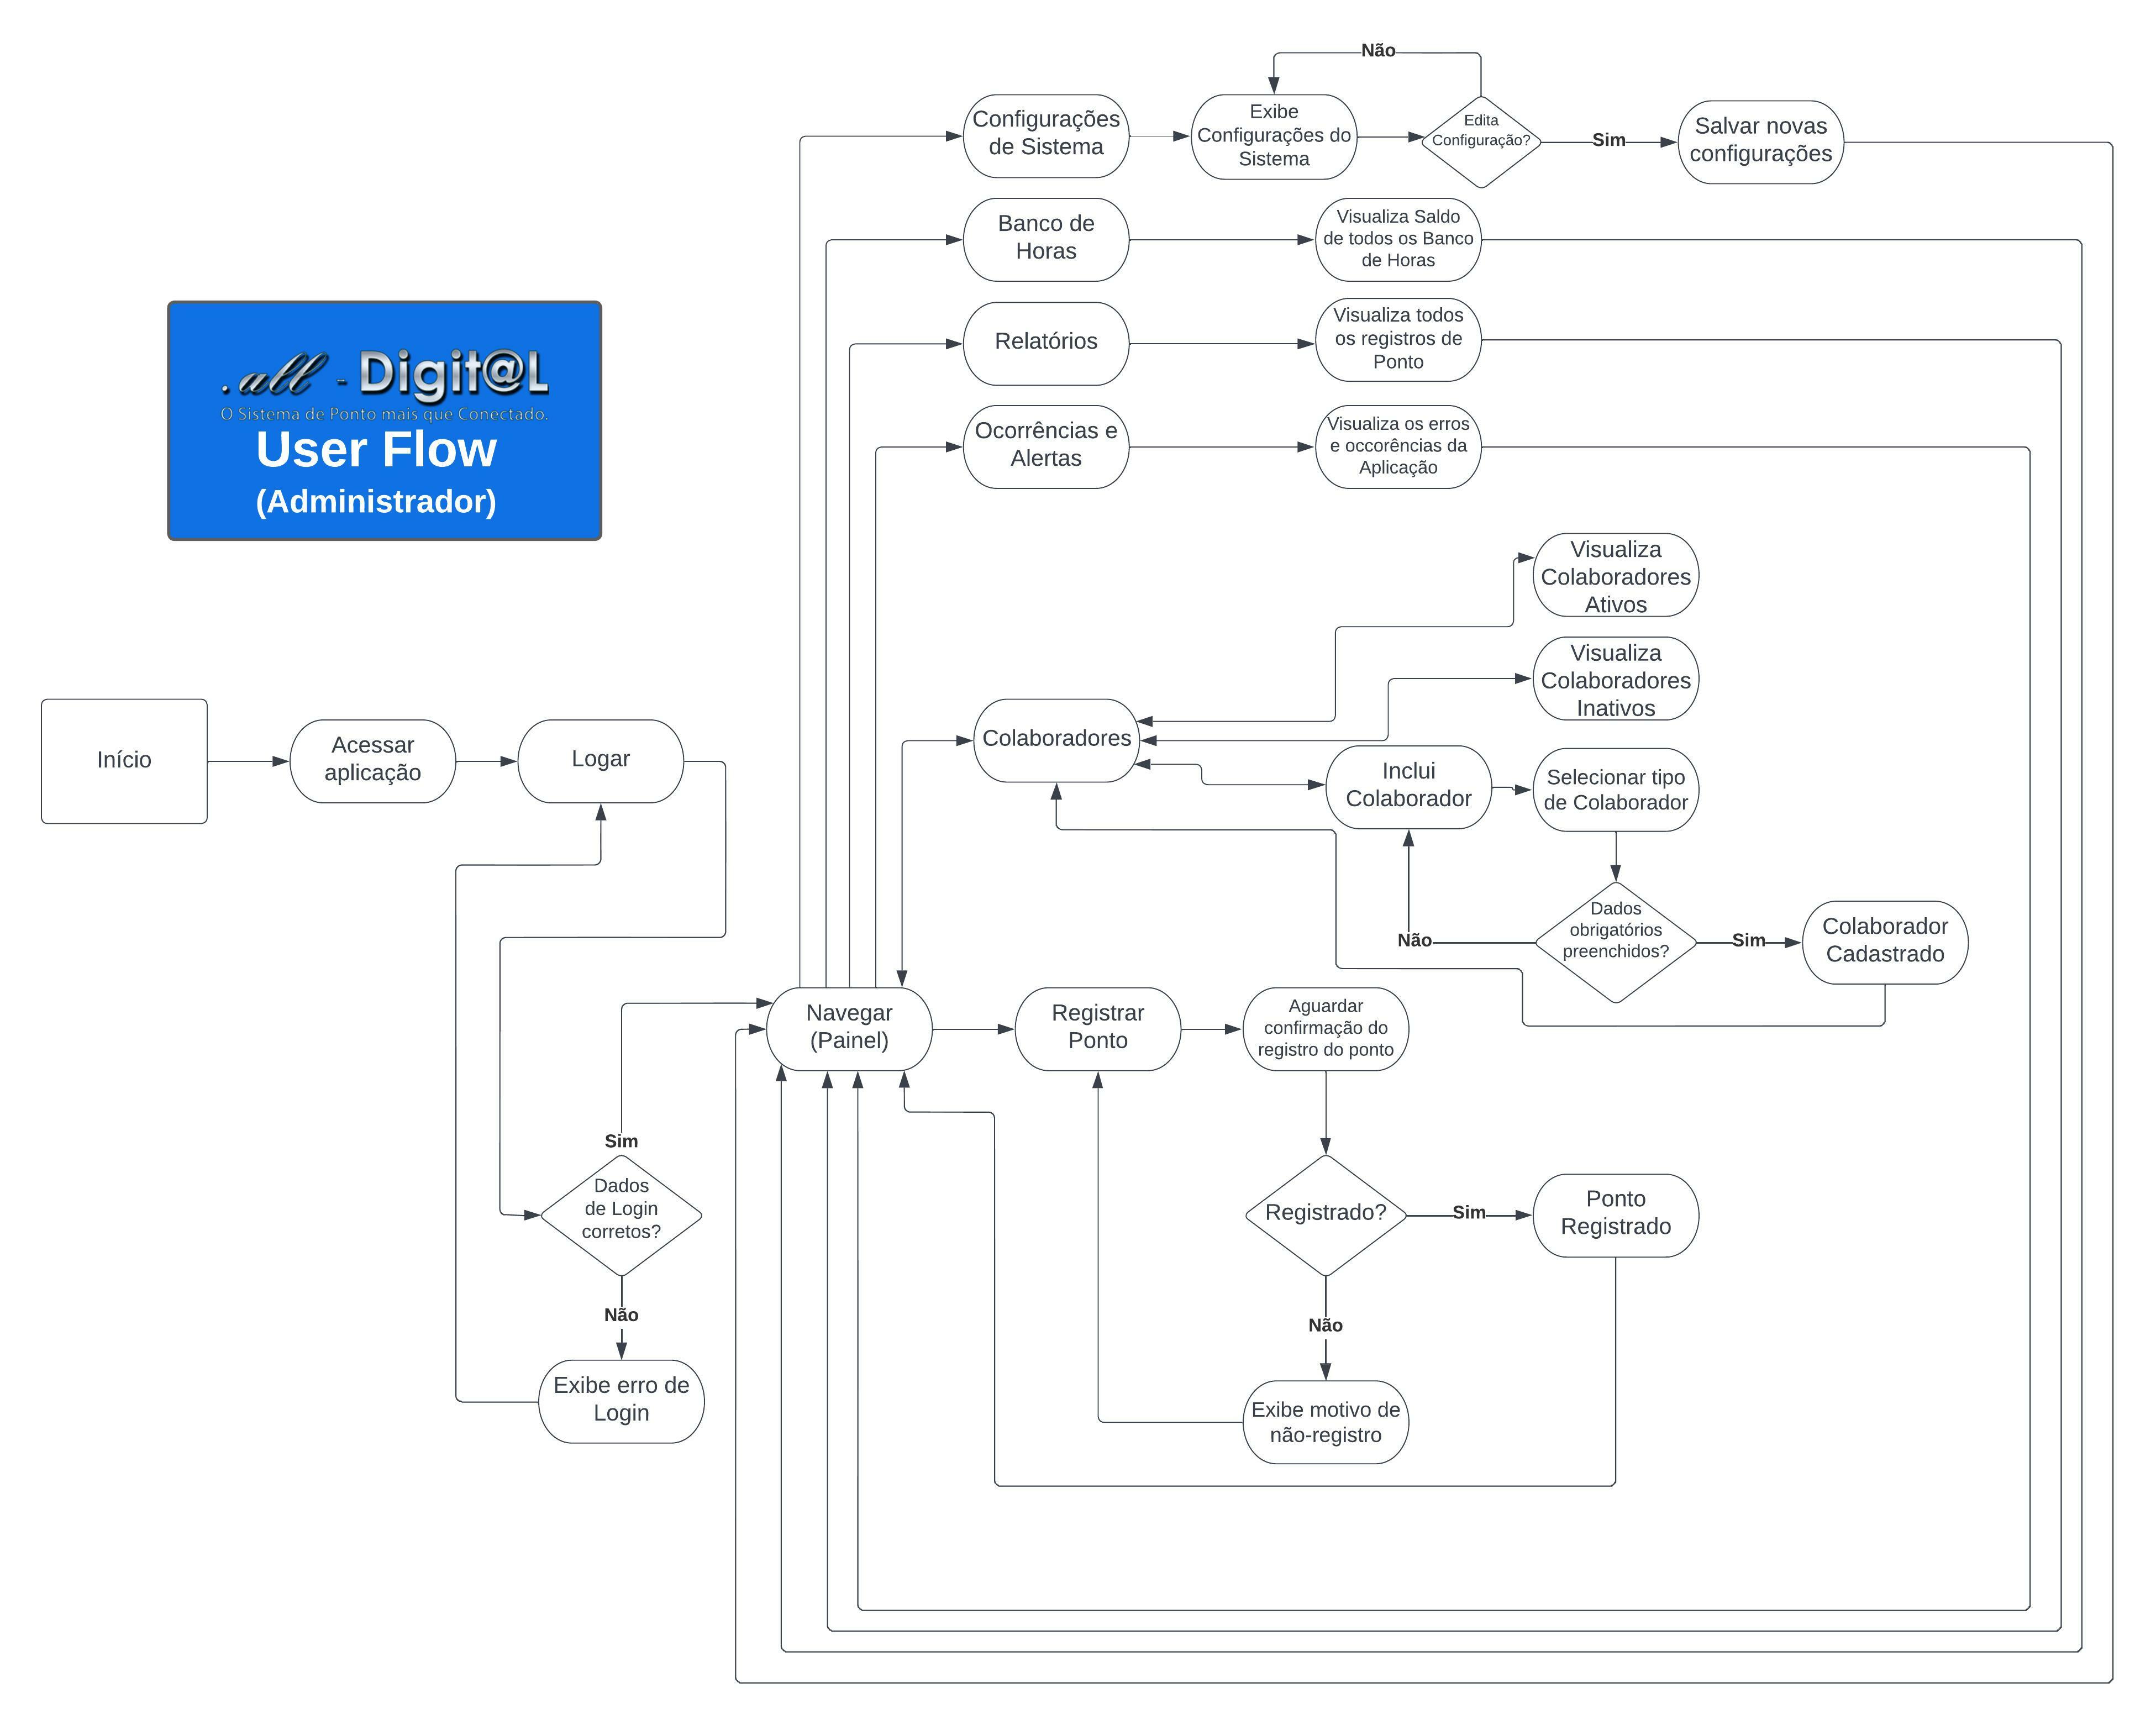 Não
Configurações
de Sistema
Exibe
Configurações do
Sistema
Edita
Configuração?
Sim
Salvar novas
configurações
Banco de
Horas
Visualiza Saldo
de todos os Banco
de Horas
Relatórios
Visualiza todos
os registros de
Ponto
Ocorrências e
Alertas
Visualiza os erros
e occorências da
Aplicação
.all - Digit@L
O Sistema de Ponto mais que Conectado.
User Flow
(Administrador)
Visualiza
Colaboradores
Ativos
Visualiza
Colaboradores
Inativos
Início
Acessar
aplicação
Logar
Colaboradores
Inclui
Colaborador
Selecionar tipo
de Colaborador
Dados
obrigatórios
preenchidos?
Não
Sim
Colaborador
Cadastrado
Navegar
(Painel)
Registrar
Ponto
Aguardar
confirmação do
registro do ponto
Sim
Dados
de Login
corretos?
Não
Exibe erro de
Login
Registrado?
Sim
Ponto
Registrado
Não
Exibe motivo de
não-registro